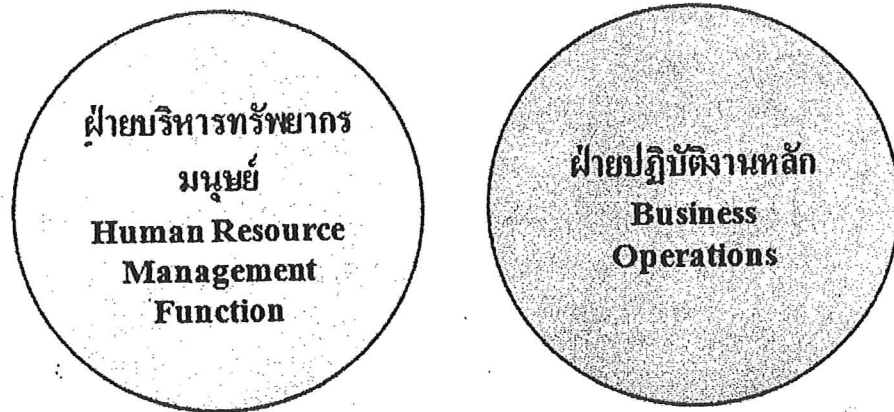 ฝ่ายบริหารทรัพยากร
มนุษย์
Human Resource
Management
Function
ฝ่ายปฏิบัติงานหลัก
Business
Operations